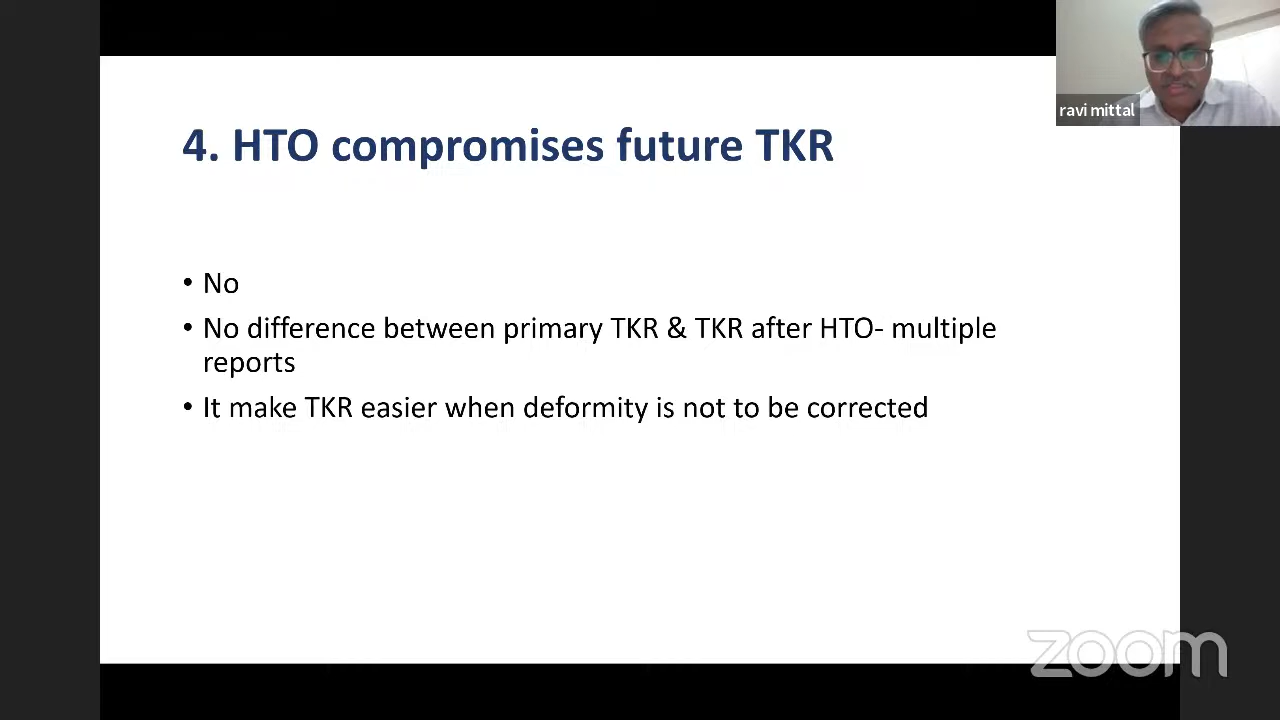 ravi mittal
4. HTO compromises future TKR
• No
• No difference between primary TKR & TKR after HTO- multiple
reports
• It make TKR easier when deformity is not to be corrected
zoom